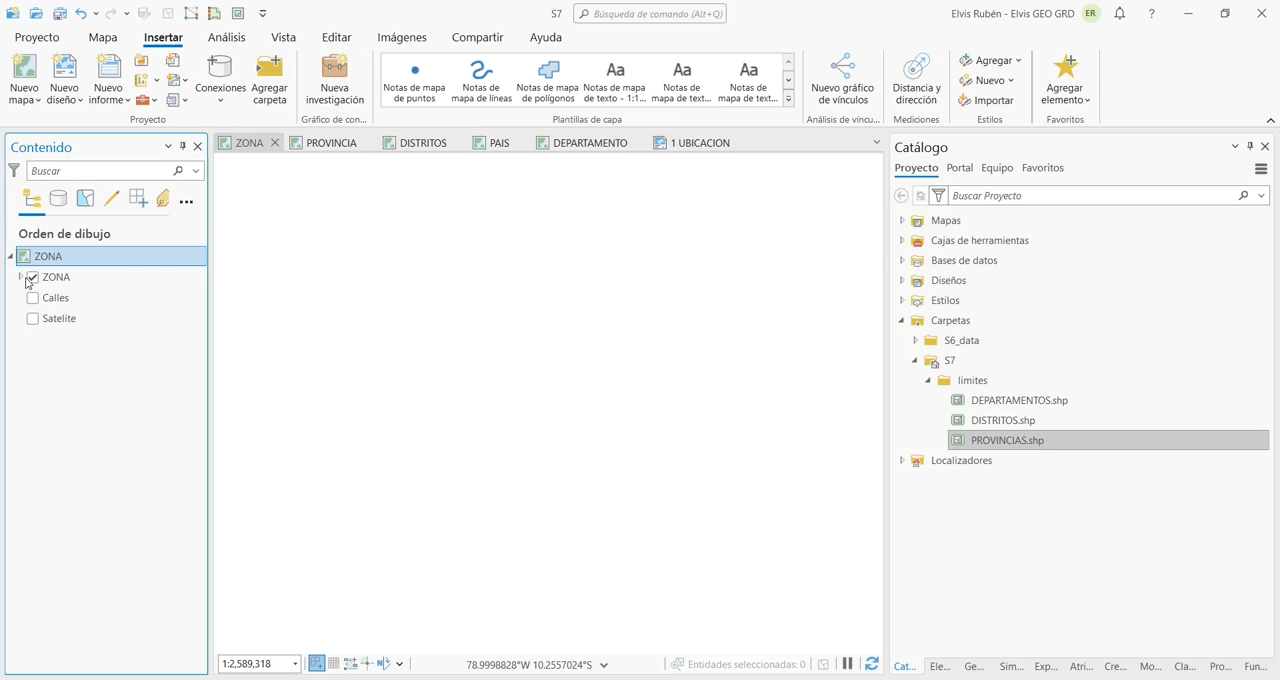 S7
Búsqueda de comando (Alt+Q)
Elvis Rubén - Elvis GEO GRD
ER
?
Proyecto
Mapa
Insertar
Análisis
Vista
Editar
Imágenes
Compartir
Ayuda
Nuevo mapa
Nuevo diseño
Nuevo informe
Conexiones
Agregar carpeta
Proyecto
Nueva investigación
Gráfico de con...
Notas de mapa de puntos
Notas de mapa de líneas
Notas de mapa de polígonos
Aa
Notas de mapa de texto - 1:1...
Aa
Notas de mapa de text...
Aa
Notas de mapa de text...
Plantillas de capa
Nuevo gráfico de vínculos
Análisis de víncu...
Distancia y dirección
Mediciones
Agregar
Nuevo
Importar
Estilos
Agregar elemento
Favoritos
Contenido
Buscar
Orden de dibujo
ZONA
ZONA
Calles
Satelite
ZONA
PROVINCIA
DISTRITOS
PAIS
DEPARTAMENTO
1 UBICACION
1:2,589,318
78.9998828°W 10.2557024°S
Entidades seleccionadas: 0
Catálogo
Proyecto
Portal
Equipo
Favoritos
Buscar Proyecto
Mapas
Cajas de herramientas
Bases de datos
Diseños
Estilos
Carpetas
S6_data
S7
limites
DEPARTAMENTOS.shp
DISTRITOS.shp
PROVINCIAS.shp
Localizadores
Cat...
Ele...
Ge...
Sim...
Exp...
Atri...
Cre...
Mo...
Cla...
Pro...
Fun...